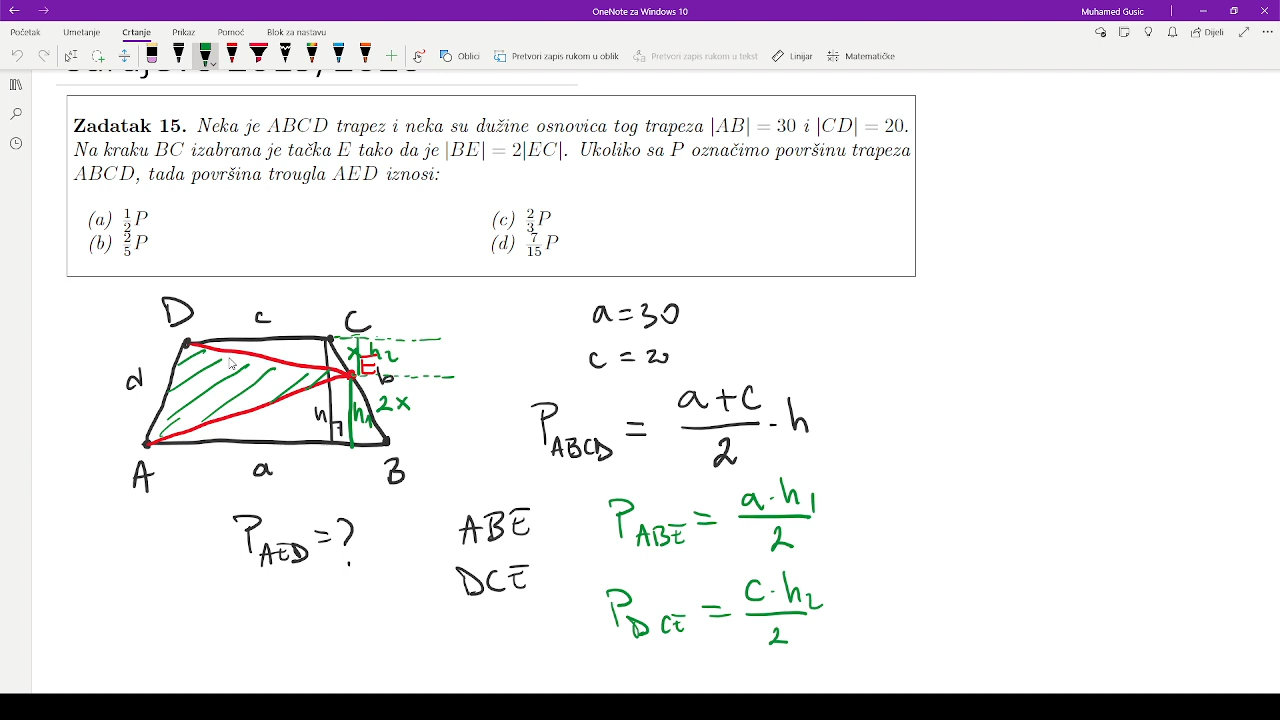 OneNote za Windows 10
Muhamed Gusic
Početak Umetanje Crtanje Prikaz Pomoć Blok za nastavu
Dijeli
Oblici Pretvori zapis rukom u oblik Pretvori zapis rukom u tekst Linijar Matematičke
Zadatak 15. Neka je ABCD trapez i neka su dužine osnovica tog trapeza |AB| = 30 i |CD| = 20.
Na kraku BC izabrana je tačka E tako da je |BE| = 2|EC|. Ukoliko sa P označimo površinu trapeza
ABCD, tada površina trougla AED iznosi:
(a) 1/2 P
(c) 2/3 P
(b) 2/5 P
(d) 7/15 P
D c C
x h2
E
d b
h h1 2x
A a B
a = 30
c = 20
P_ABCD = (a+c)/2 · h
P_AED = ?
ABE
DCE
P_ABE = (a·h1)/2
P_DCE = (c·h2)/2